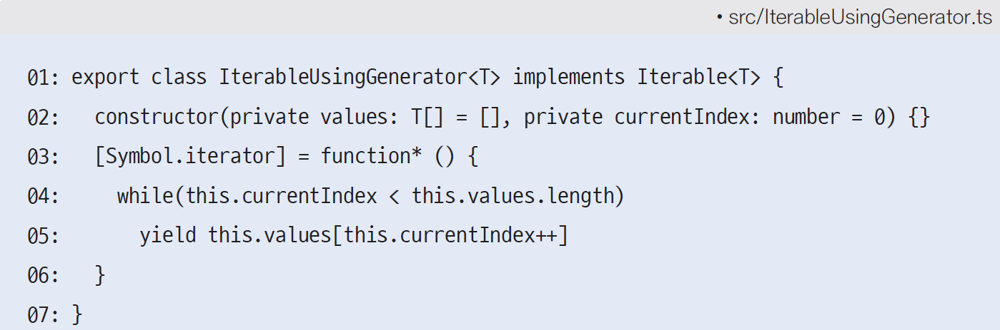 • src/IterableUsingGenerator.ts
01: export class IterableUsingGenerator<T> implements Iterable<T> {
02:   constructor(private values: T[] = [], private currentIndex: number = 0) {}
03:   [Symbol.iterator] = function* () {
04:     while(this.currentIndex < this.values.length)
05:       yield this.values[this.currentIndex++]
06:   }
07: }